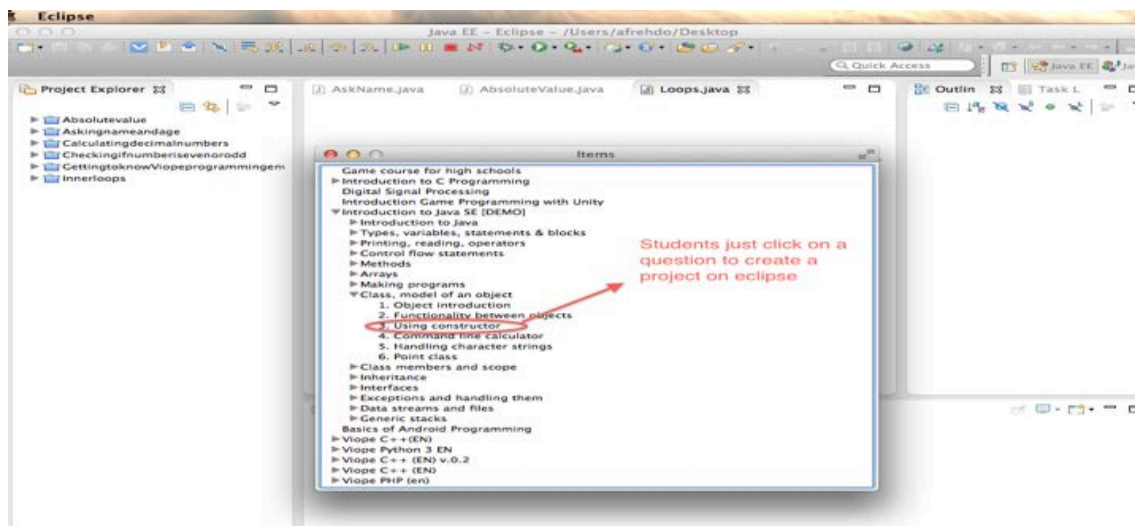 Eclipse
Java EE - Eclipse - /Users/afrehdo/Desktop
Quick Access
Java EE
Project Explorer
AskName.java
AbsoluteValue.java
Loops.java
Outlin
Task L
Absolutevalue
Askingnameandage
Calculatingdecimalnumbers
Checkingifnumberisevenorodd
GettingtoknowViopeprogrammingem
Innerloops
Items
Game course for high schools
Introduction to C Programming
Digital Signal Processing
Introduction Game Programming with Unity
Introduction to Java SE [DEMO]
Introduction to Java
Types, variables, statements & blocks
Printing, reading, operators
Control flow statements
Methods
Arrays
Making programs
Class, model of an object
1. Object introduction
2. Functionality between objects
3. Using constructor
4. Command line calculator
5. Handling character strings
6. Point class
Class members and scope
Inheritance
Interfaces
Exceptions and handling them
Data streams and files
Generic stacks
Basics of Android Programming
Viope C++(EN)
Viope Python 3 EN
Viope C++ (EN) v.0.2
Viope C++ (EN)
Viope PHP (en)
Students just click on a
question to create a
project on eclipse